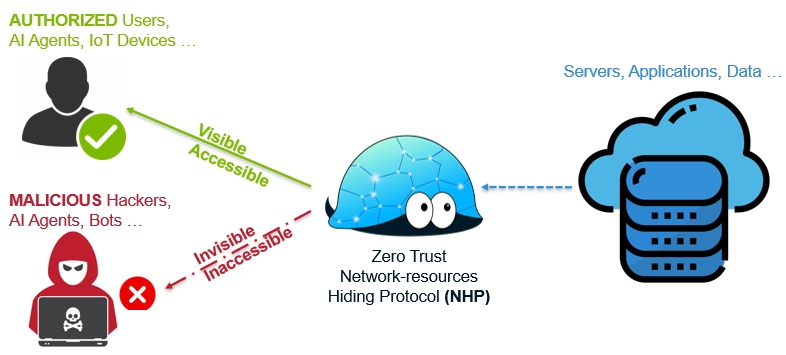 AUTHORIZED Users,
AI Agents, IoT Devices ...
Visible
Accessible
MALICIOUS Hackers,
AI Agents, Bots ...
Invisible
Inaccessible
Zero Trust
Network-resources
Hiding Protocol (NHP)
Servers, Applications, Data ...